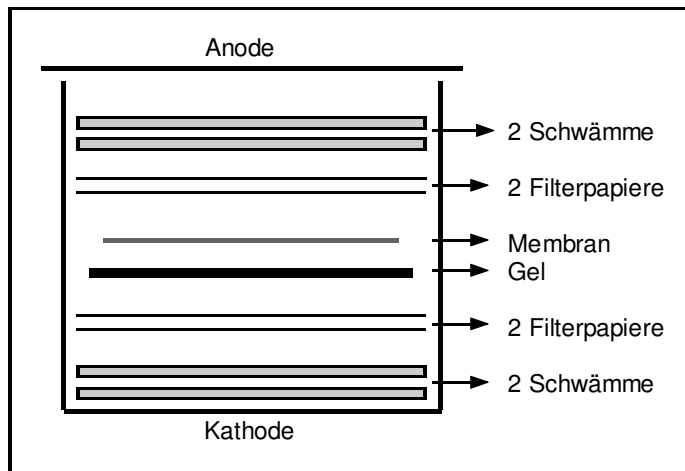 Anode
2 Schwämme
2 Filterpapiere
Membran
Gel
2 Filterpapiere
2 Schwämme
Kathode